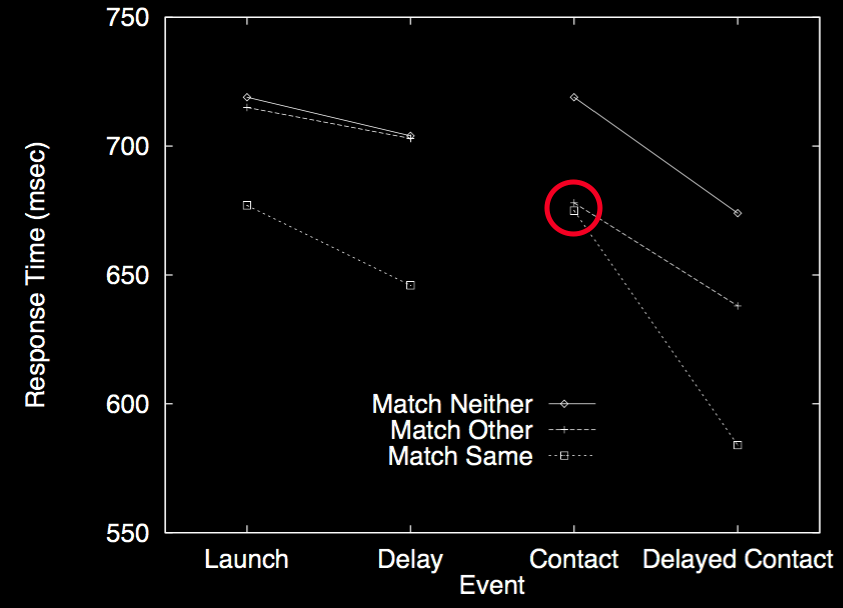 750
700
650
600
550
Response Time (msec)
Match Neither
Match Other
Match Same
Launch
Delay
Contact
Delayed Contact
Event